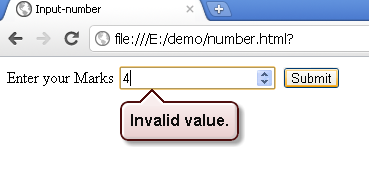 Input-number
file:///E:/demo/number.html?
Enter your Marks 4 Submit
Invalid value.